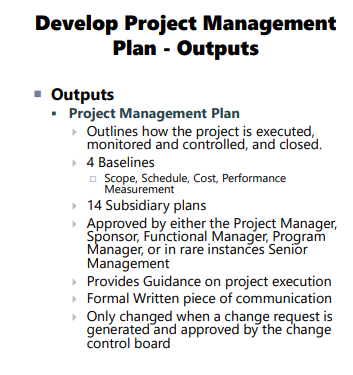 Develop Project Management
Plan - Outputs
Outputs
Project Management Plan
Outlines how the project is executed,
monitored and controlled, and closed.
4 Baselines
Scope, Schedule, Cost, Performance
Measurement
14 Subsidiary plans
Approved by either the Project Manager,
Sponsor, Functional Manager, Program
Manager, or in rare instances Senior
Management
Provides Guidance on project execution
Formal Written piece of communication
Only changed when a change request is
generated and approved by the change
control board